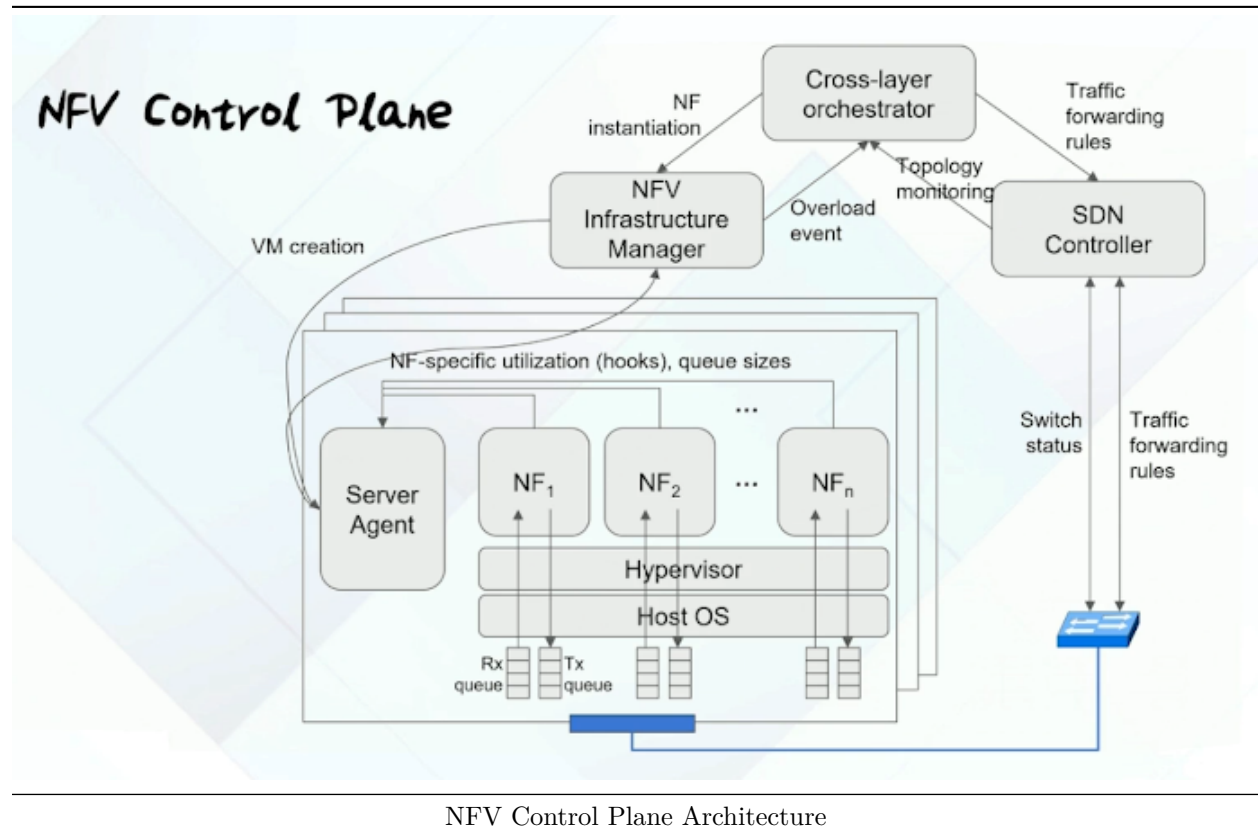 NFV Control Plane
Cross-layer
orchestrator
NF
instantiation
Traffic
forwarding
rules
Topology
monitoring
NFV
Infrastructure
Manager
Overload
event
SDN
Controller
VM creation
NF-specific utilization (hooks), queue sizes
...
Server
Agent
NF1
NF2
...
NFn
Switch
status
Traffic
forwarding
rules
Hypervisor
Host OS
Rx
queue
Tx
queue
NFV Control Plane Architecture